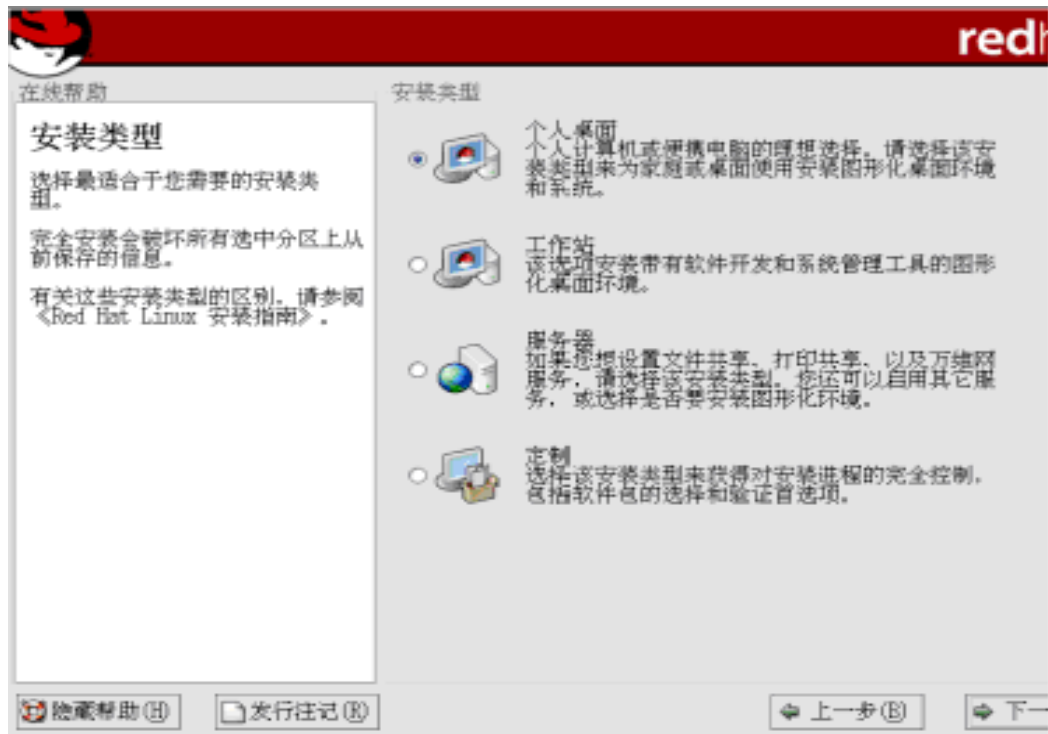 red
在线帮助
安装类型
安装类型
选择最适合于您需要的安装类
型。
完全安装会破坏所有选中分区上从
前保存的信息。
有关这些安装类型的区别，请参阅
《Red Hat Linux 安装指南》.
个人桌面
个人计算机或便携电脑的理想选择，请选择该安
装类型来为家庭或桌面使用安装图形化桌面环境
和系统。
工作站
该选项安装带有软件开发和系统管理工具的图形
化桌面环境。
服务器
如果您想设置文件共享、打印共享、以及万维网
服务，请选择该安装类型。您还可以启用其它服
务，或选择是否要安装图形化环境。
定制
选择该安装类型来获得对安装进程的完全控制，
包括软件包的选择和验证首选项。
隐藏帮助(H)
发行注记(R)
上一步(B)
下一